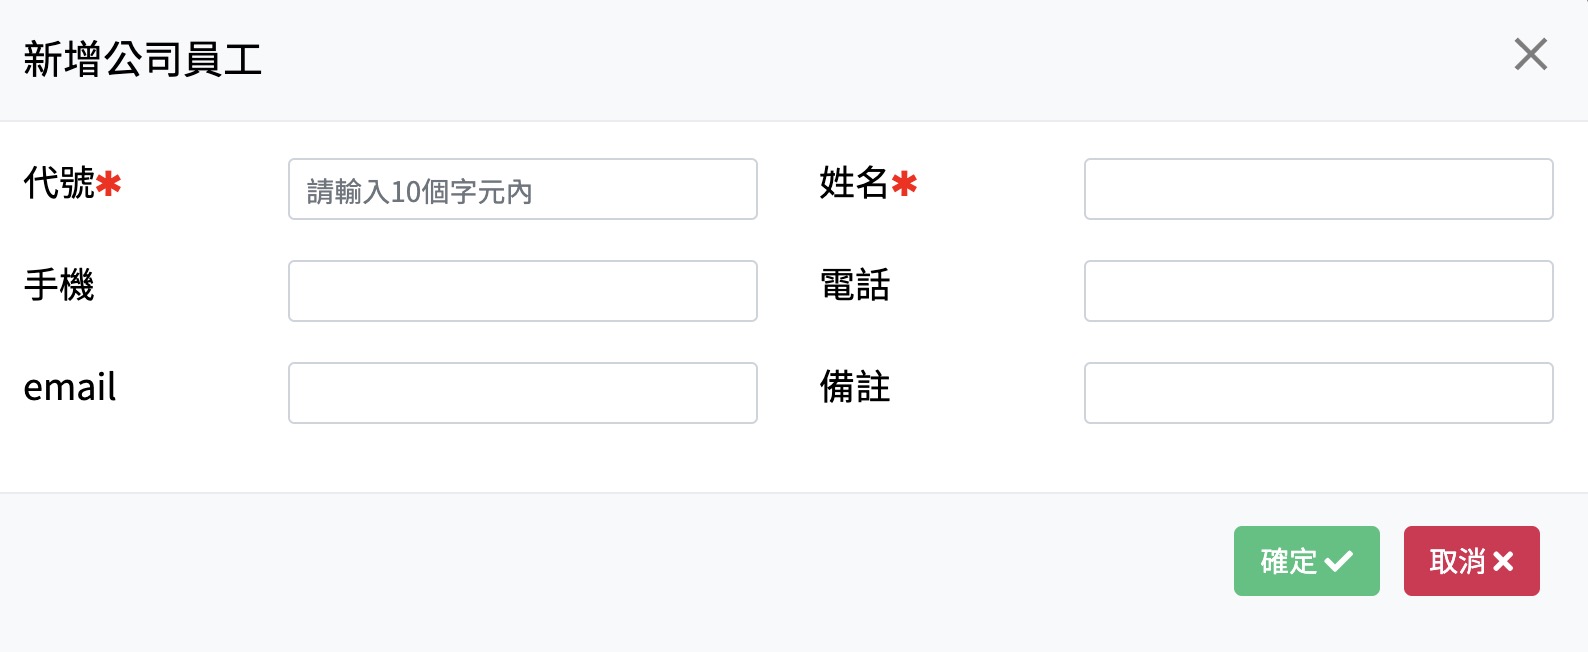 新增公司員工
代號✱ 請輸入10個字元內 姓名✱
手機 電話
email 備註
確定 取消